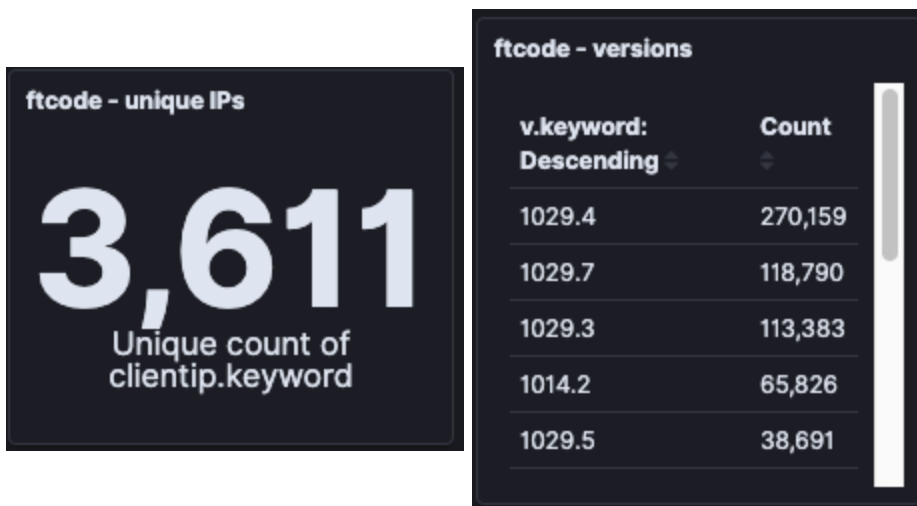 ftcode - unique IPs
3,611
Unique count of
clientip.keyword
ftcode - versions
v.keyword: Count
Descending
1029.4 270,159
1029.7 118,790
1029.3 113,383
1014.2 65,826
1029.5 38,691